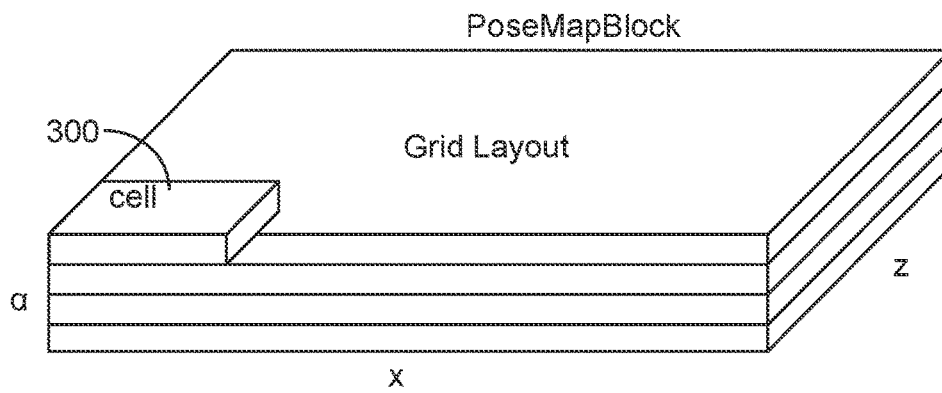 PoseMapBlock
300
Grid Layout
cell
α
z
x